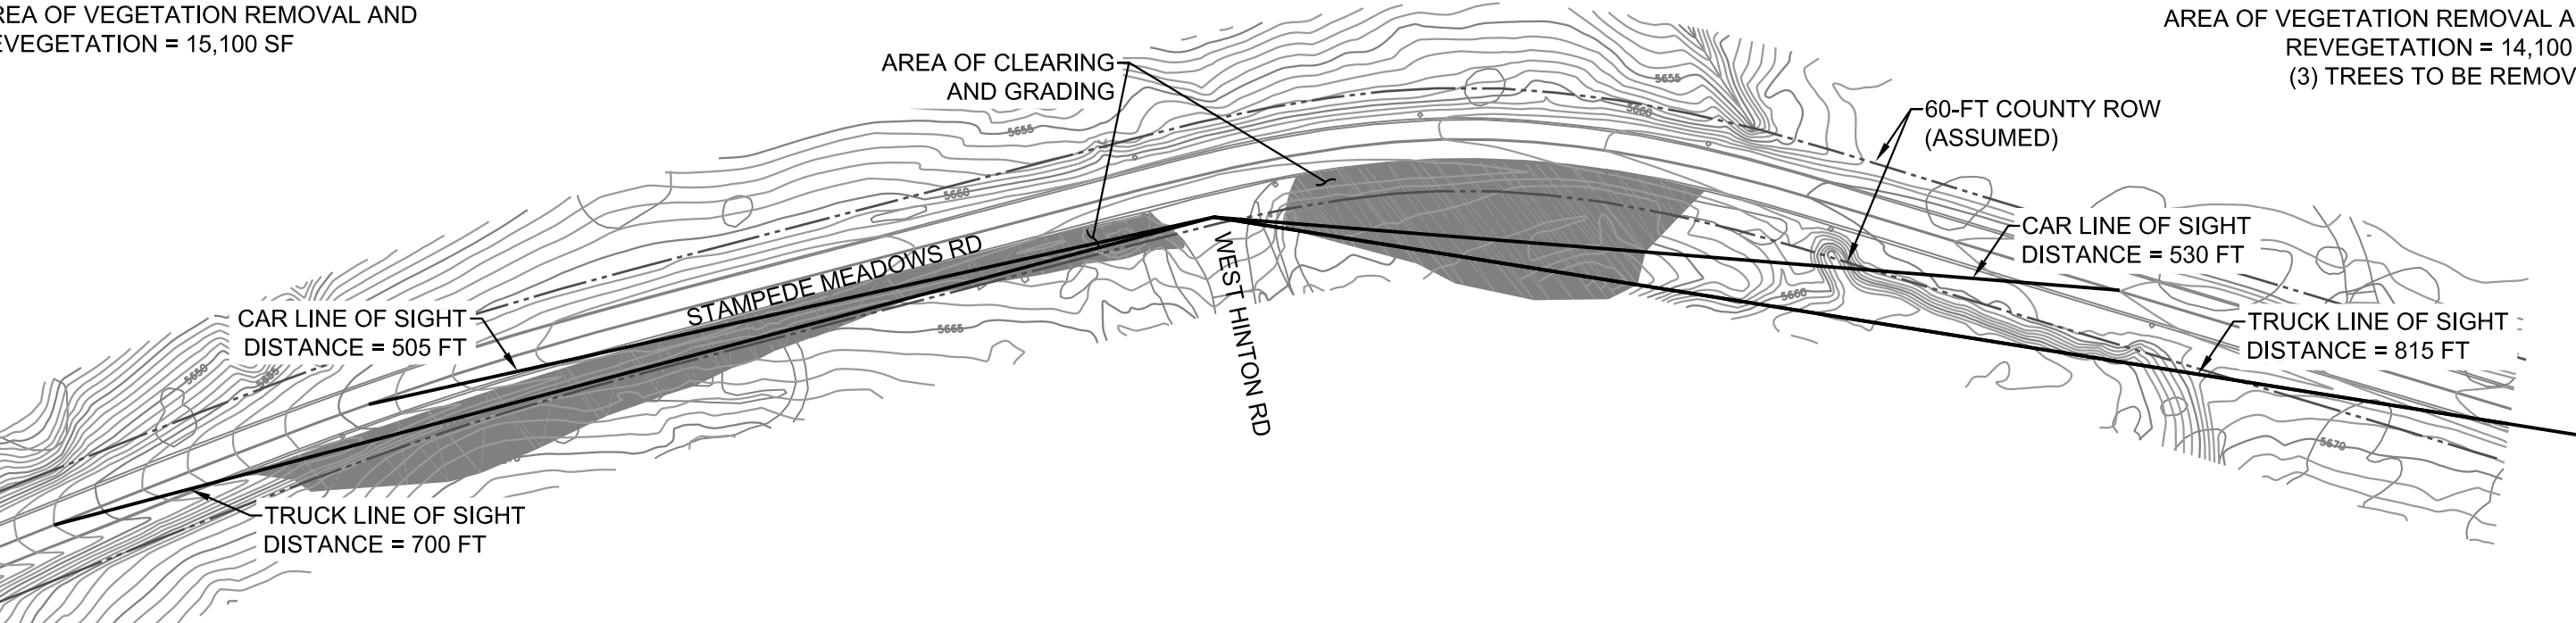 REVEGETATION = 14,100
(3) TREES TO BE
AREA OF CLEARING
AND GRADING
60-FT COUNTY ROW
(ASSUMED)
OF VEGETATION REMOVAL AND
= 15,100 SF
AREA OF VEGETATION REMOVAL
CAR LINE OF SIGHT
DISTANCE = 505 FT
TRUCK LINE OF SIGHT
DISTANCE = 700 FT
STAMPEDE MEADOWS RD
WEST HINTON RD
CAR LINE OF SIGHT
DISTANCE = 530 FT
TRUCK LINE OF SIGHT
DISTANCE = 815 FT
5655
5660
5665
5650
5655
5655
5660
5660
5670